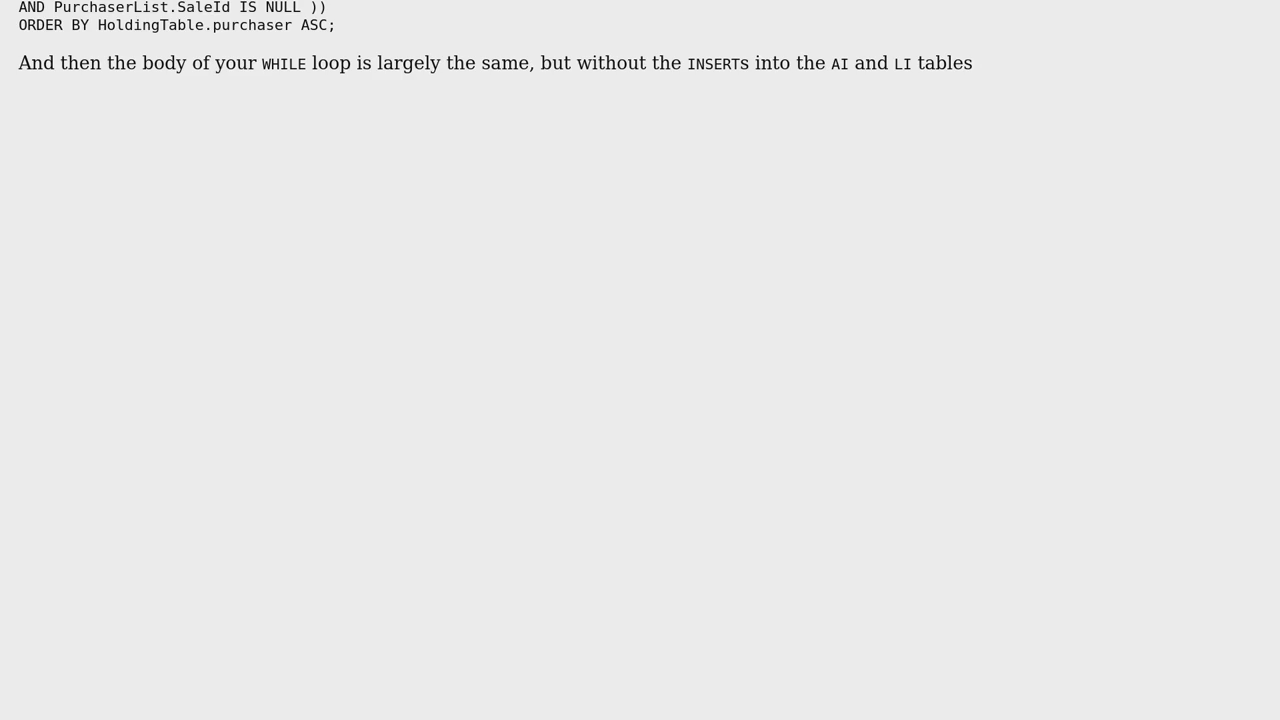 AND PurchaserList.SaleId IS NULL ))
ORDER BY HoldingTable.purchaser ASC;
And then the body of your WHILE loop is largely the same, but without the INSERTs into the AI and LI tables